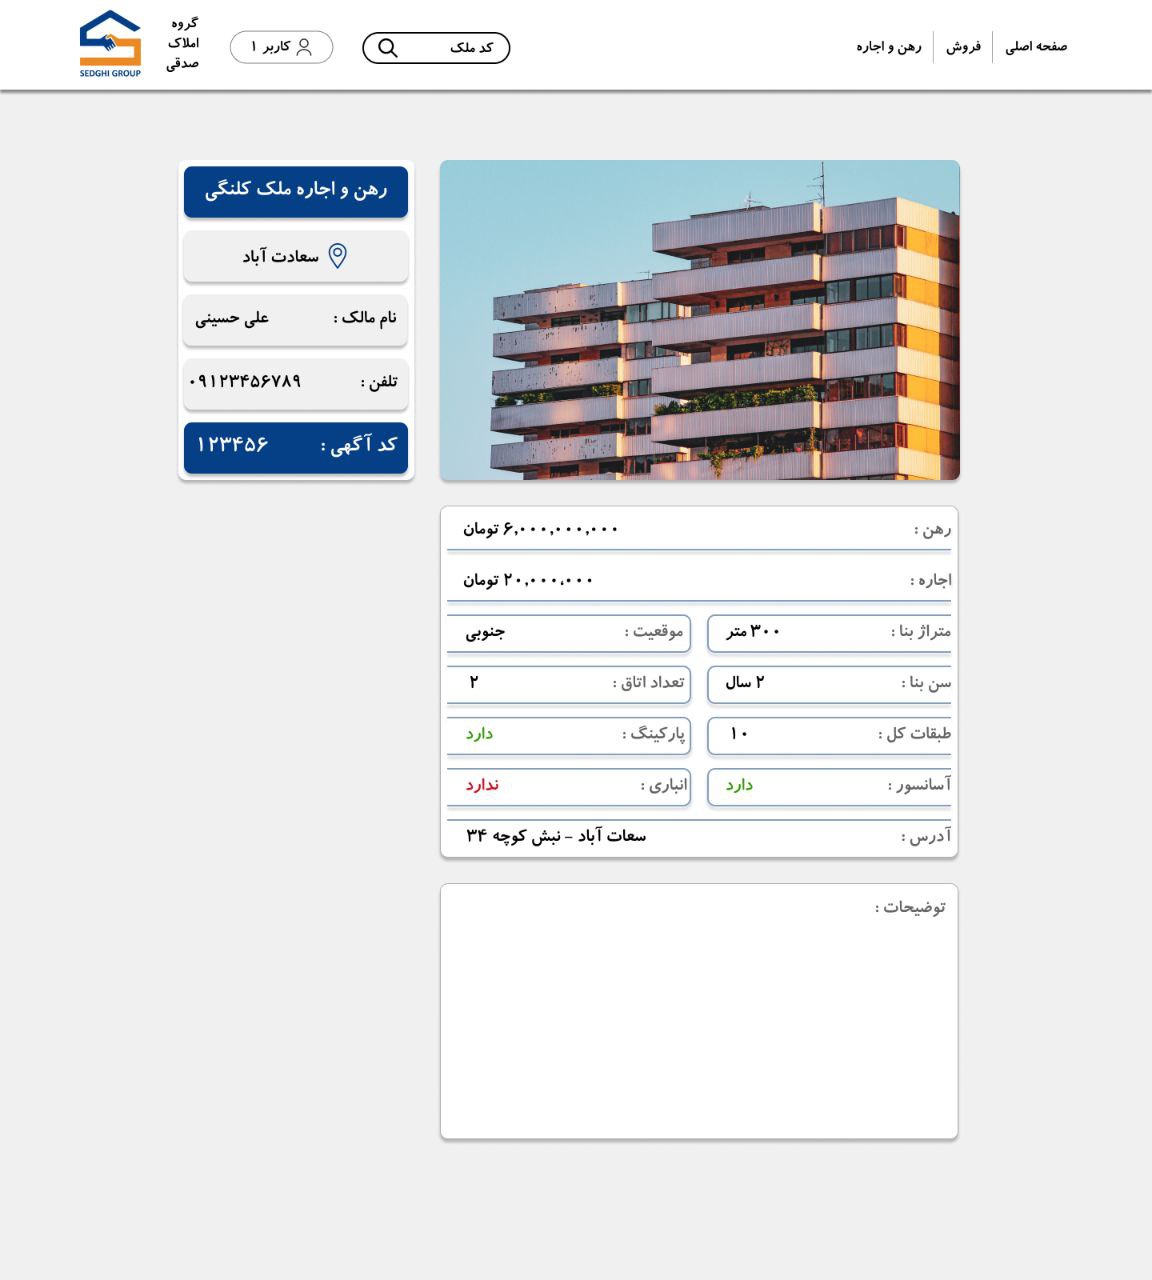 صفحه اصلی
فروش
رهن و اجاره
کد ملک
کاربر ۱
گروه
املاک
صدقی
SEDGHI GROUP
رهن و اجاره ملک کلنگی
سعادت آباد
نام مالک : علی حسینی
تلفن : ۰۹۱۲۳۴۵۶۷۸۹
کد آگهی : ۱۲۳۴۵۶
رهن : ۶,۰۰۰,۰۰۰,۰۰۰ تومان
اجاره : ۲۰,۰۰۰،۰۰۰ تومان
متراژ بنا : ۳۰۰ متر
موقعیت : جنوبی
سن بنا : ۲ سال
تعداد اتاق : ۲
طبقات کل : ۱۰
پارکینگ : دارد
آسانسور : دارد
انباری : ندارد
آدرس : سعات آباد – نبش کوچه ۳۴
توضیحات :